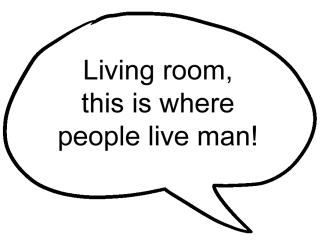 Living room,
this is where
people live man!